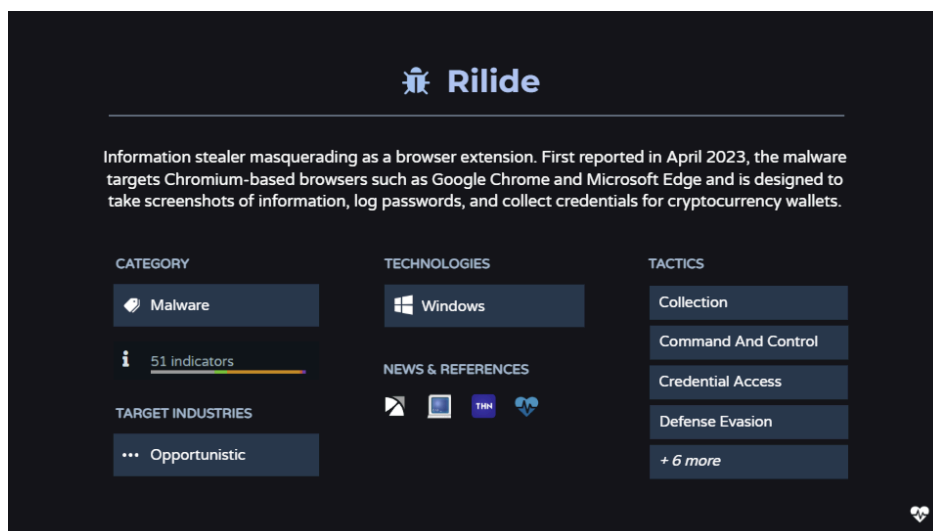 Rilide
Information stealer masquerading as a browser extension. First reported in April 2023, the malware
targets Chromium-based browsers such as Google Chrome and Microsoft Edge and is designed to
take screenshots of information, log passwords, and collect credentials for cryptocurrency wallets.
CATEGORY
Malware
51 indicators
TARGET INDUSTRIES
Opportunistic
TECHNOLOGIES
Windows
NEWS & REFERENCES
THN
TACTICS
Collection
Command And Control
Credential Access
Defense Evasion
+ 6 more